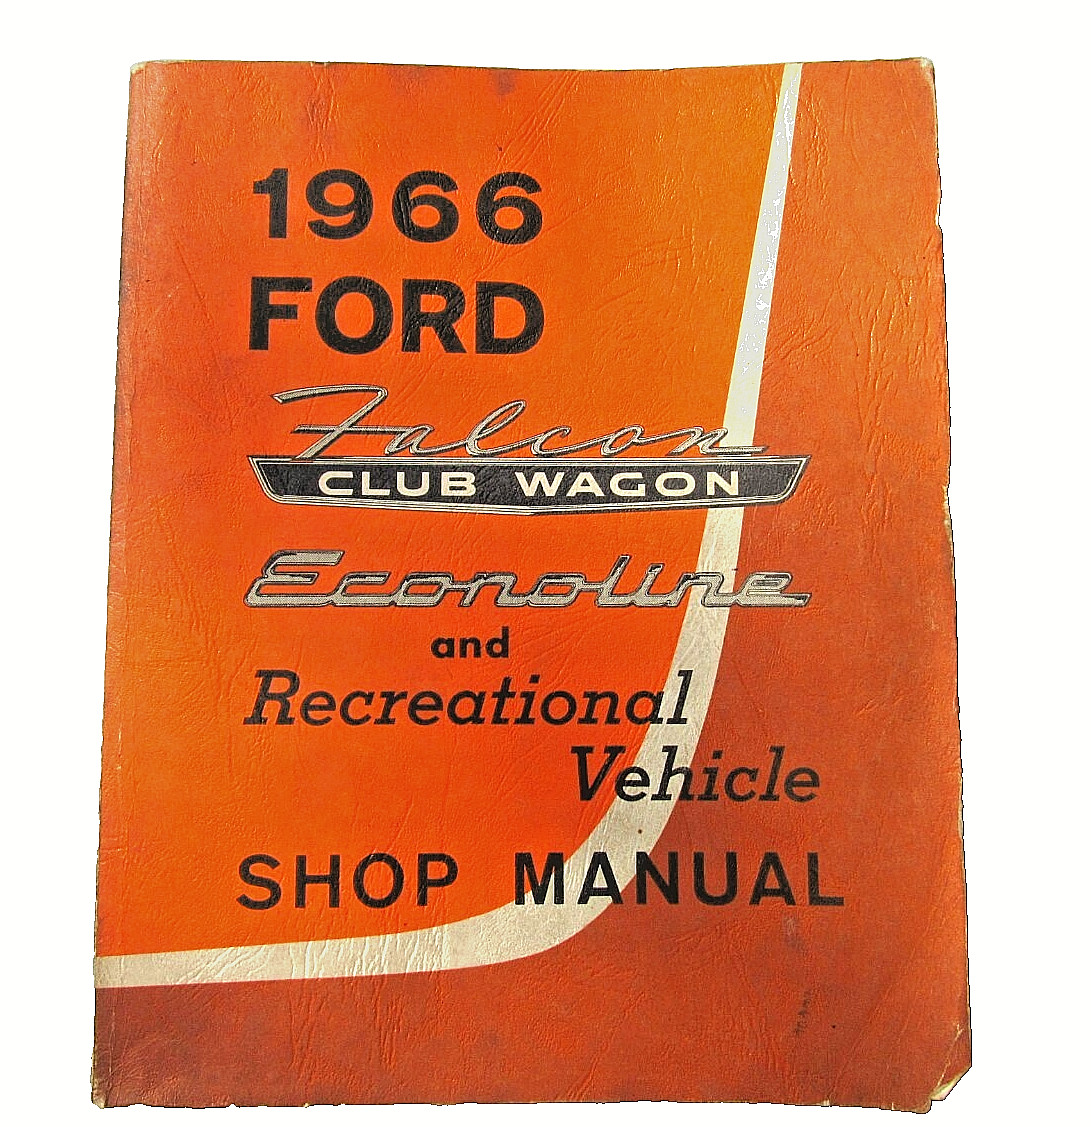 1966
FORD
Falcon
CLUB WAGON
Econoline
and
Recreational
Vehicle
SHOP MANUAL